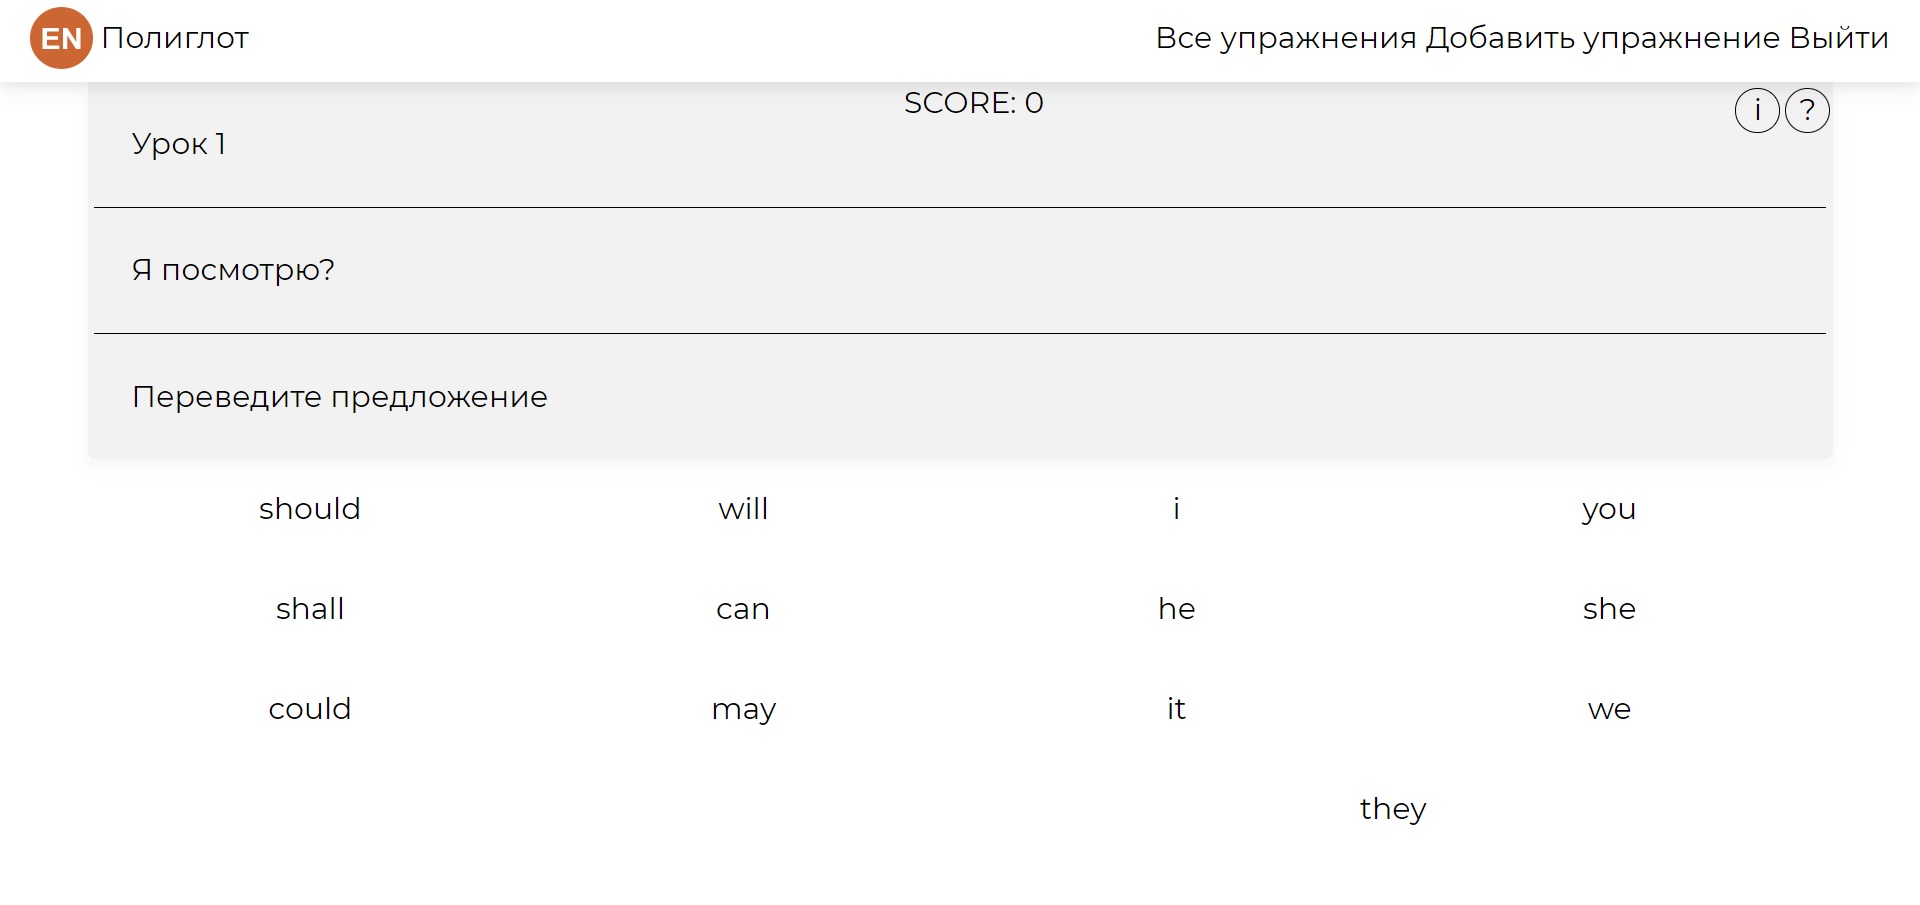 EN Полиглот Все упражнения Добавить упражнение Выйти
SCORE: 0 i ?
Урок 1
Я посмотрю?
Переведите предложение
should will i you
shall can he she
could may it we
they